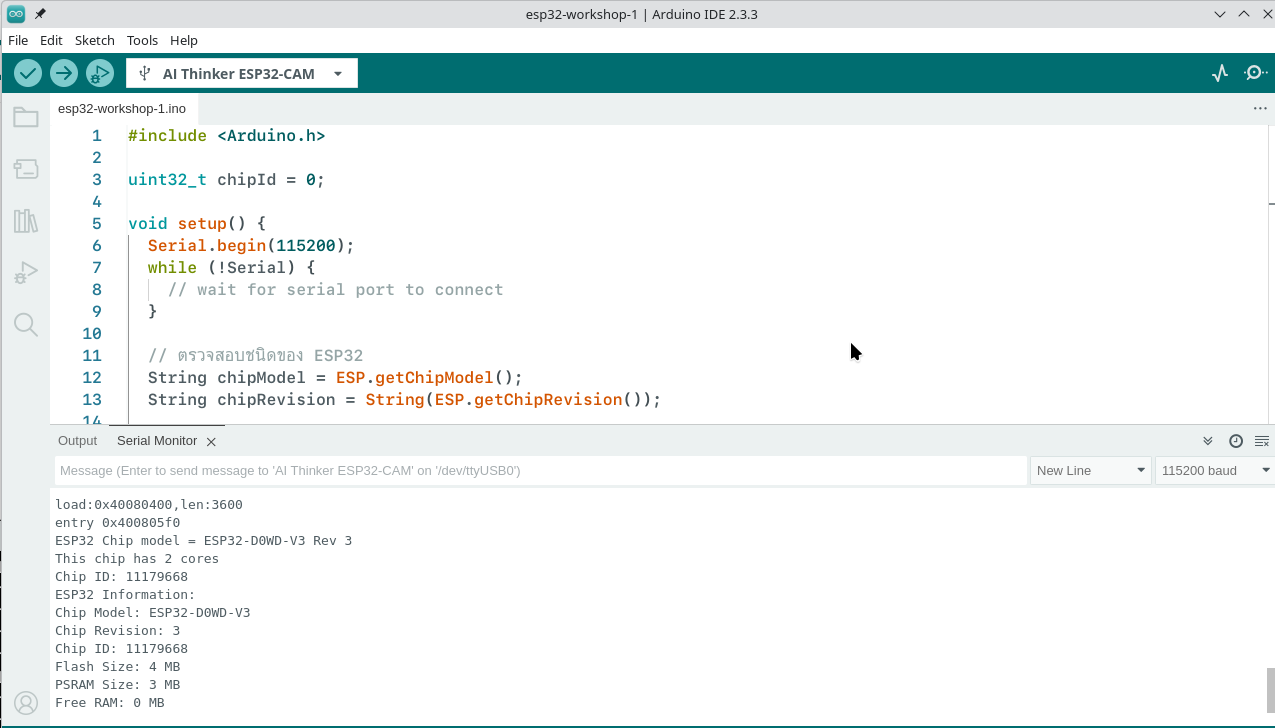 esp32-workshop-1 | Arduino IDE 2.3.3
File Edit Sketch Tools Help
AI Thinker ESP32-CAM
esp32-workshop-1.ino
1 #include <Arduino.h>
2
3 uint32_t chipId = 0;
4
5 void setup() {
6 Serial.begin(115200);
7 while (!Serial) {
8 // wait for serial port to connect
9 }
10
11 // ตรวจสอบชนิดของ ESP32
12 String chipModel = ESP.getChipModel();
13 String chipRevision = String(ESP.getChipRevision());
14
Output Serial Monitor
Message (Enter to send message to 'AI Thinker ESP32-CAM' on '/dev/ttyUSB0')
New Line
115200 baud
load:0x40080400,len:3600
entry 0x400805f0
ESP32 Chip model = ESP32-D0WD-V3 Rev 3
This chip has 2 cores
Chip ID: 11179668
ESP32 Information:
Chip Model: ESP32-D0WD-V3
Chip Revision: 3
Chip ID: 11179668
Flash Size: 4 MB
PSRAM Size: 3 MB
Free RAM: 0 MB